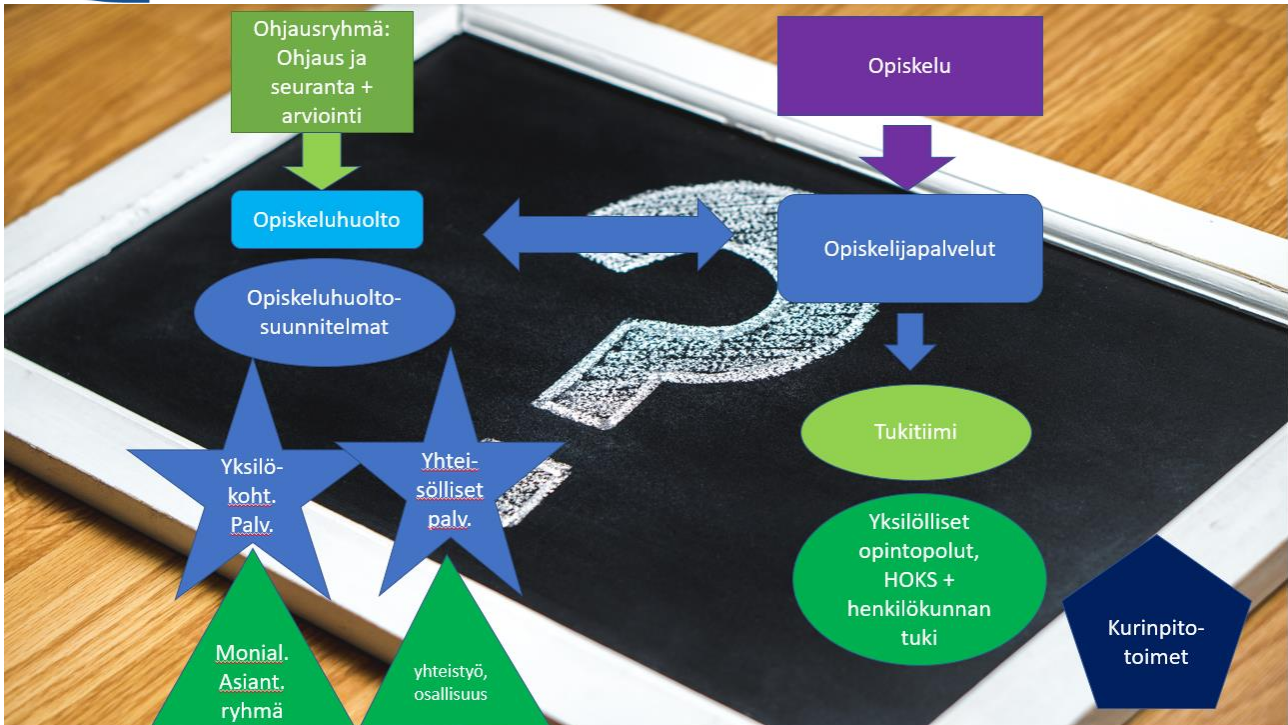 Ohjausryhmä:
Ohjaus ja
seuranta +
arviointi
Opiskelu
Opiskeluhuolto
Opiskelijapalvelut
Opiskeluhuolto-
suunnitelmat
Tukitiimi
Yksilö-
koht.
Palv.
Yhtei-
sölliset
palv.
Yksilölliset
opintopolut,
HOKS +
henkilökunnan
tuki
Kurinpito-
toimet
Monial.
Asiant.
ryhmä
yhteistyö,
osallisuus